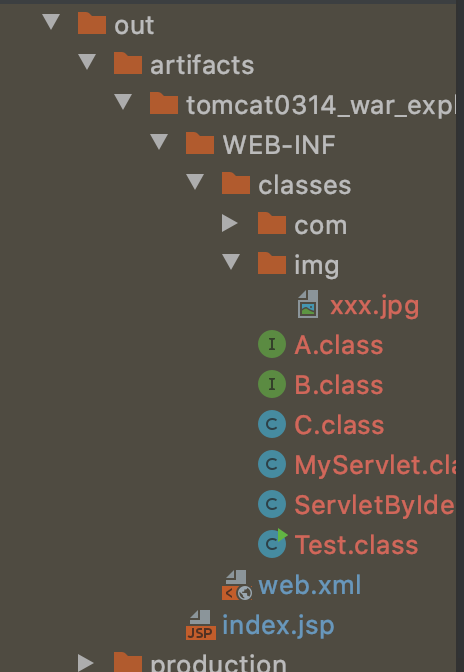 out
artifacts
tomcat0314_war_expl
WEB-INF
classes
com
img
xxx.jpg
I A.class
I B.class
C C.class
C MyServlet.cla
C ServletByIde
C Test.class
web.xml
JSP index.jsp
production